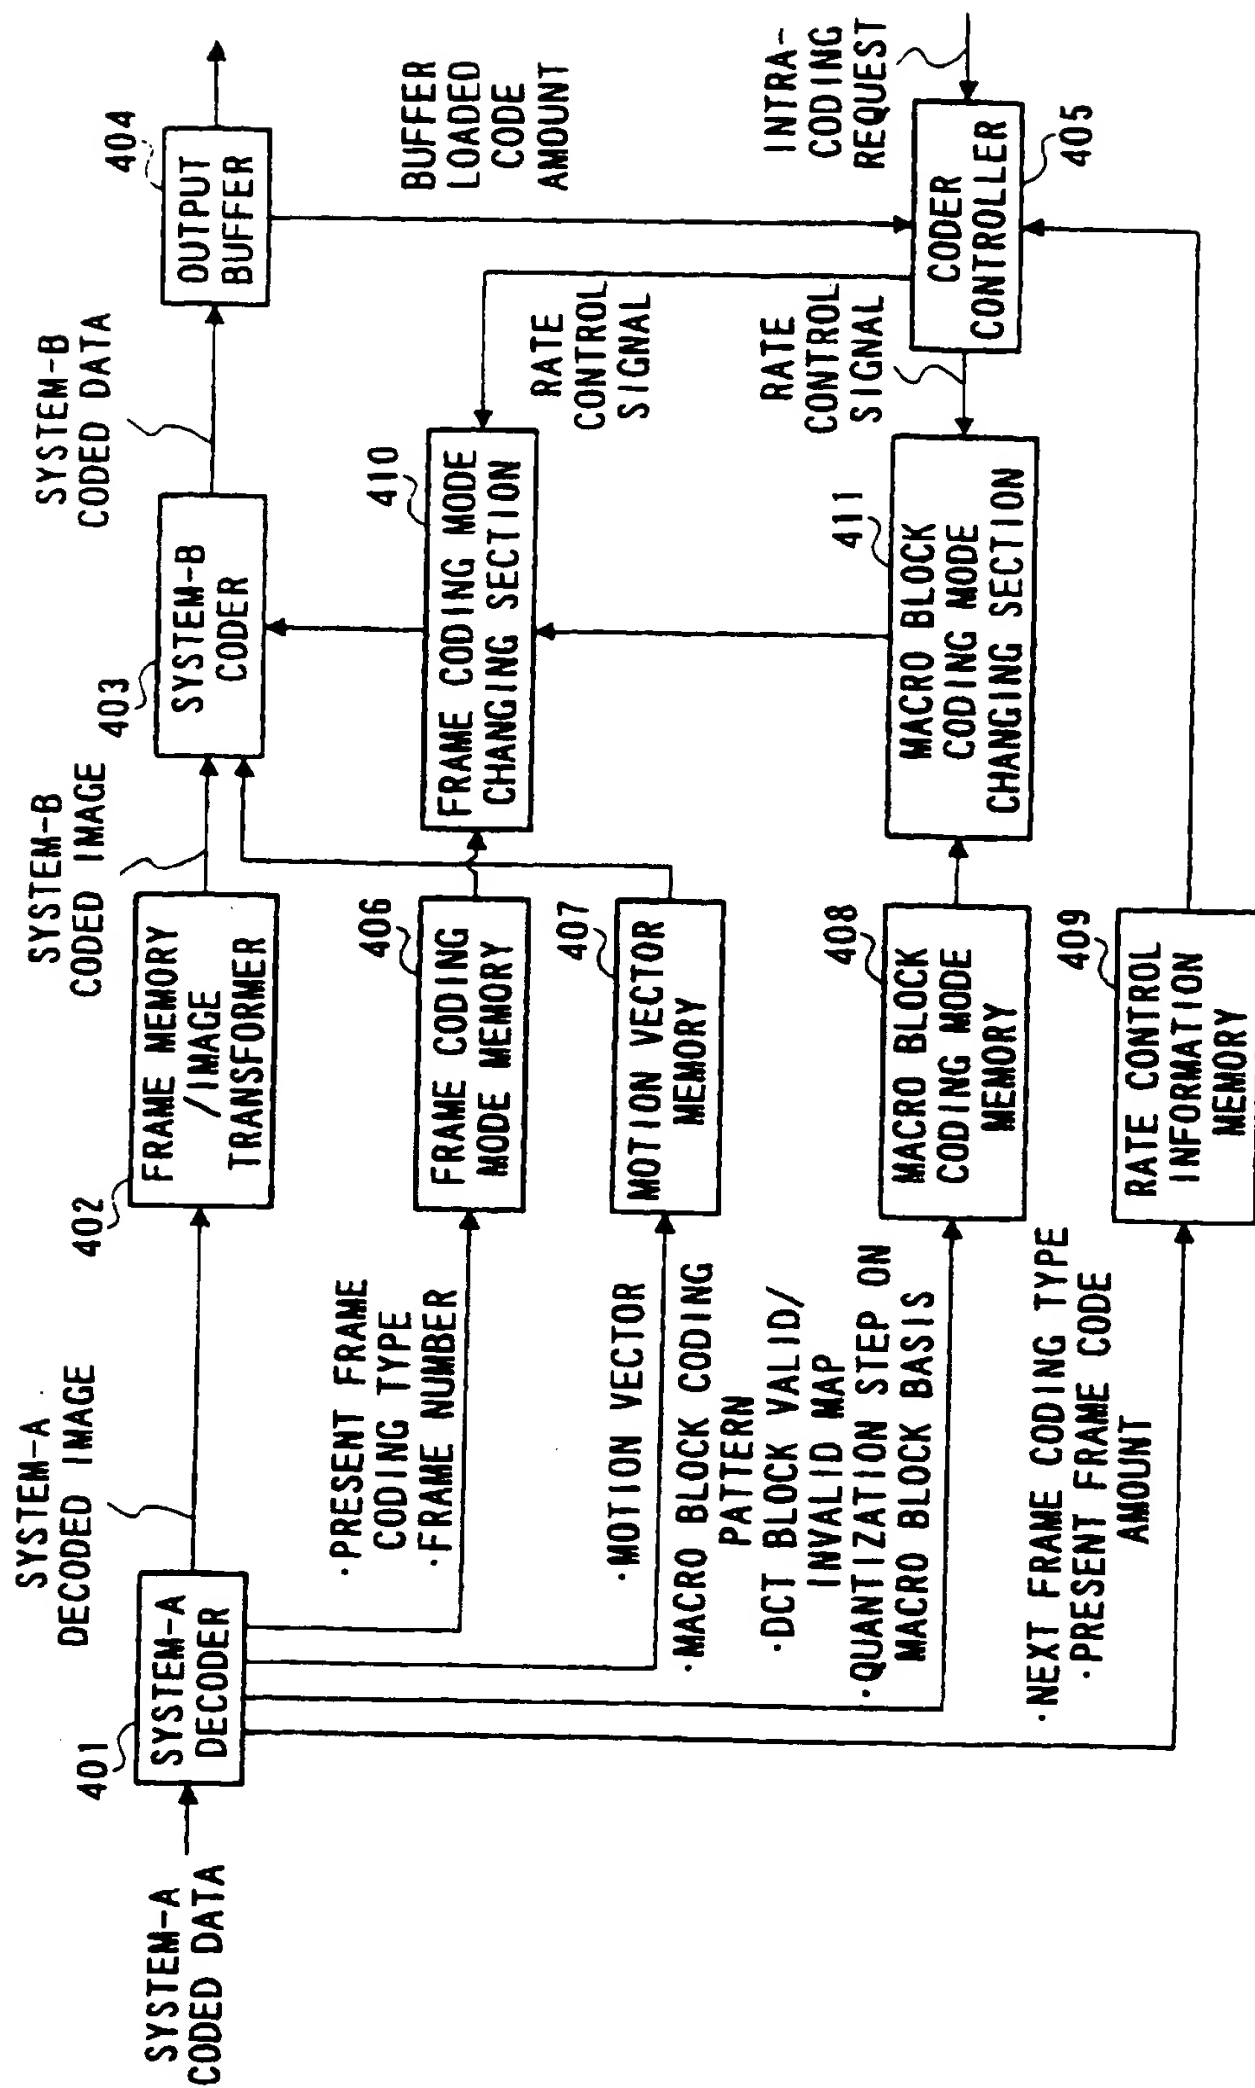 SYSTEM-A
CODED DATA
401
SYSTEM-A
DECODER
SYSTEM-A
DECODED IMAGE
402
FRAME MEMORY
/IMAGE
TRANSFORMER
SYSTEM-B
CODED IMAGE
403
SYSTEM-B
CODER
SYSTEM-B
CODED DATA
404
OUTPUT
BUFFER
·PRESENT FRAME
CODING TYPE
·FRAME NUMBER
406
FRAME CODING
MODE MEMORY
410
FRAME CODING MODE
CHANGING SECTION
RATE
CONTROL
SIGNAL
BUFFER
LOADED
CODE
AMOUNT
·MOTION VECTOR
407
MOTION VECTOR
MEMORY
·MACRO BLOCK CODING
PATTERN
·DCT BLOCK VALID/
INVALID MAP
·QUANTIZATION STEP ON
MACRO BLOCK BASIS
408
MACRO BLOCK
CODING MODE
MEMORY
411
MACRO BLOCK
CODING MODE
CHANGING SECTION
RATE
CONTROL
SIGNAL
CODER
CONTROLLER
405
INTRA-
CODING
REQUEST
·NEXT FRAME CODING TYPE
·PRESENT FRAME CODE
AMOUNT
409
RATE CONTROL
INFORMATION
MEMORY